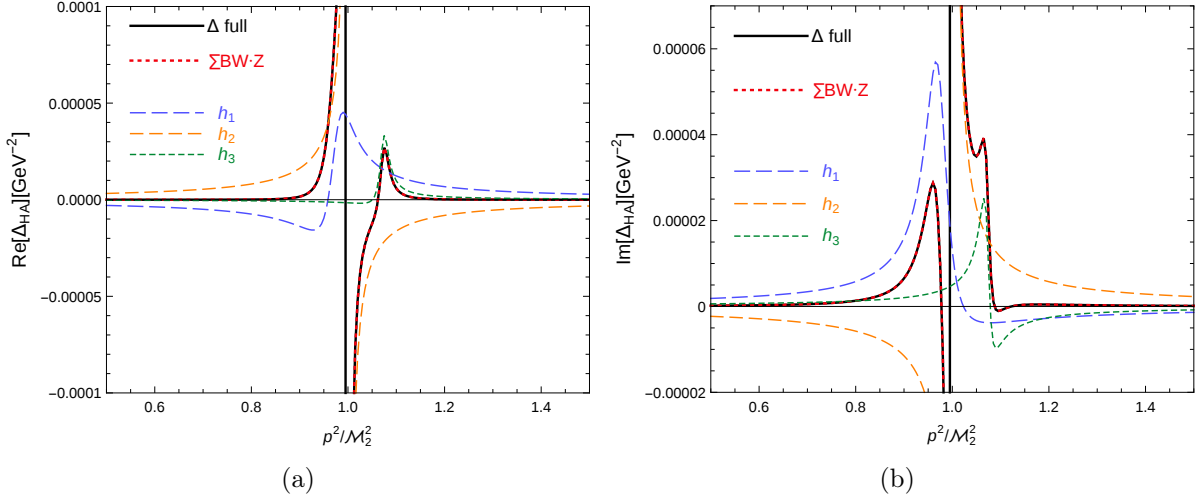 0.0001
0.00005
0.0000
−0.00005
−0.0001
Re[Δ_HA][GeV⁻²]
Δ full
∑BW·Z
h₁
h₂
h₃
0.6 0.8 1.0 1.2 1.4
p²/ℳ₂²
(a)
0.00006
0.00004
0.00002
0
−0.00002
Im[Δ_HA][GeV⁻²]
Δ full
∑BW·Z
h₁
h₂
h₃
0.6 0.8 1.0 1.2 1.4
p²/ℳ₂²
(b)